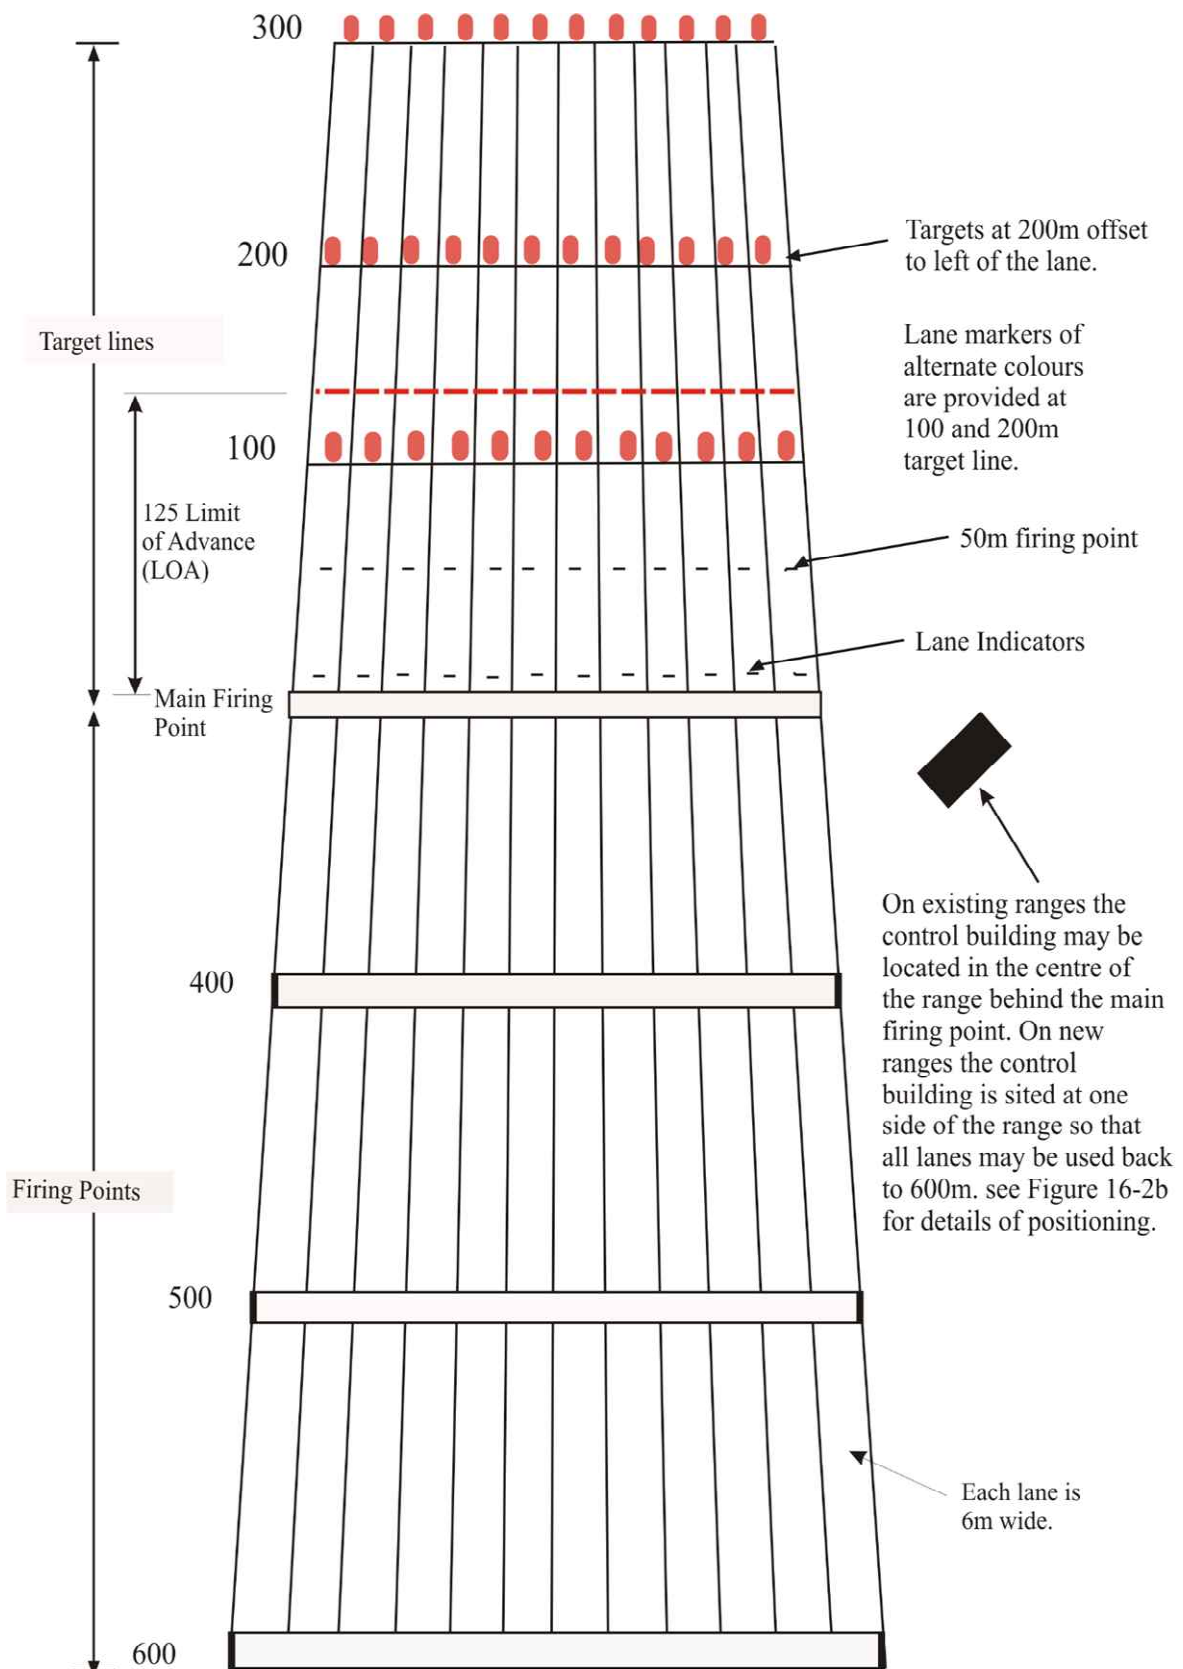 300
200
Targets at 200m offset
to left of the lane.
Target lines
Lane markers of
alternate colours
are provided at
100 and 200m
target line.
100
125 Limit
of Advance
(LOA)
50m firing point
Lane Indicators
Main Firing
Point
On existing ranges the
control building may be
located in the centre of
the range behind the main
firing point. On new
ranges the control
building is sited at one
side of the range so that
all lanes may be used back
to 600m. see Figure 16-2b
for details of positioning.
400
Firing Points
500
Each lane is
6m wide.
600